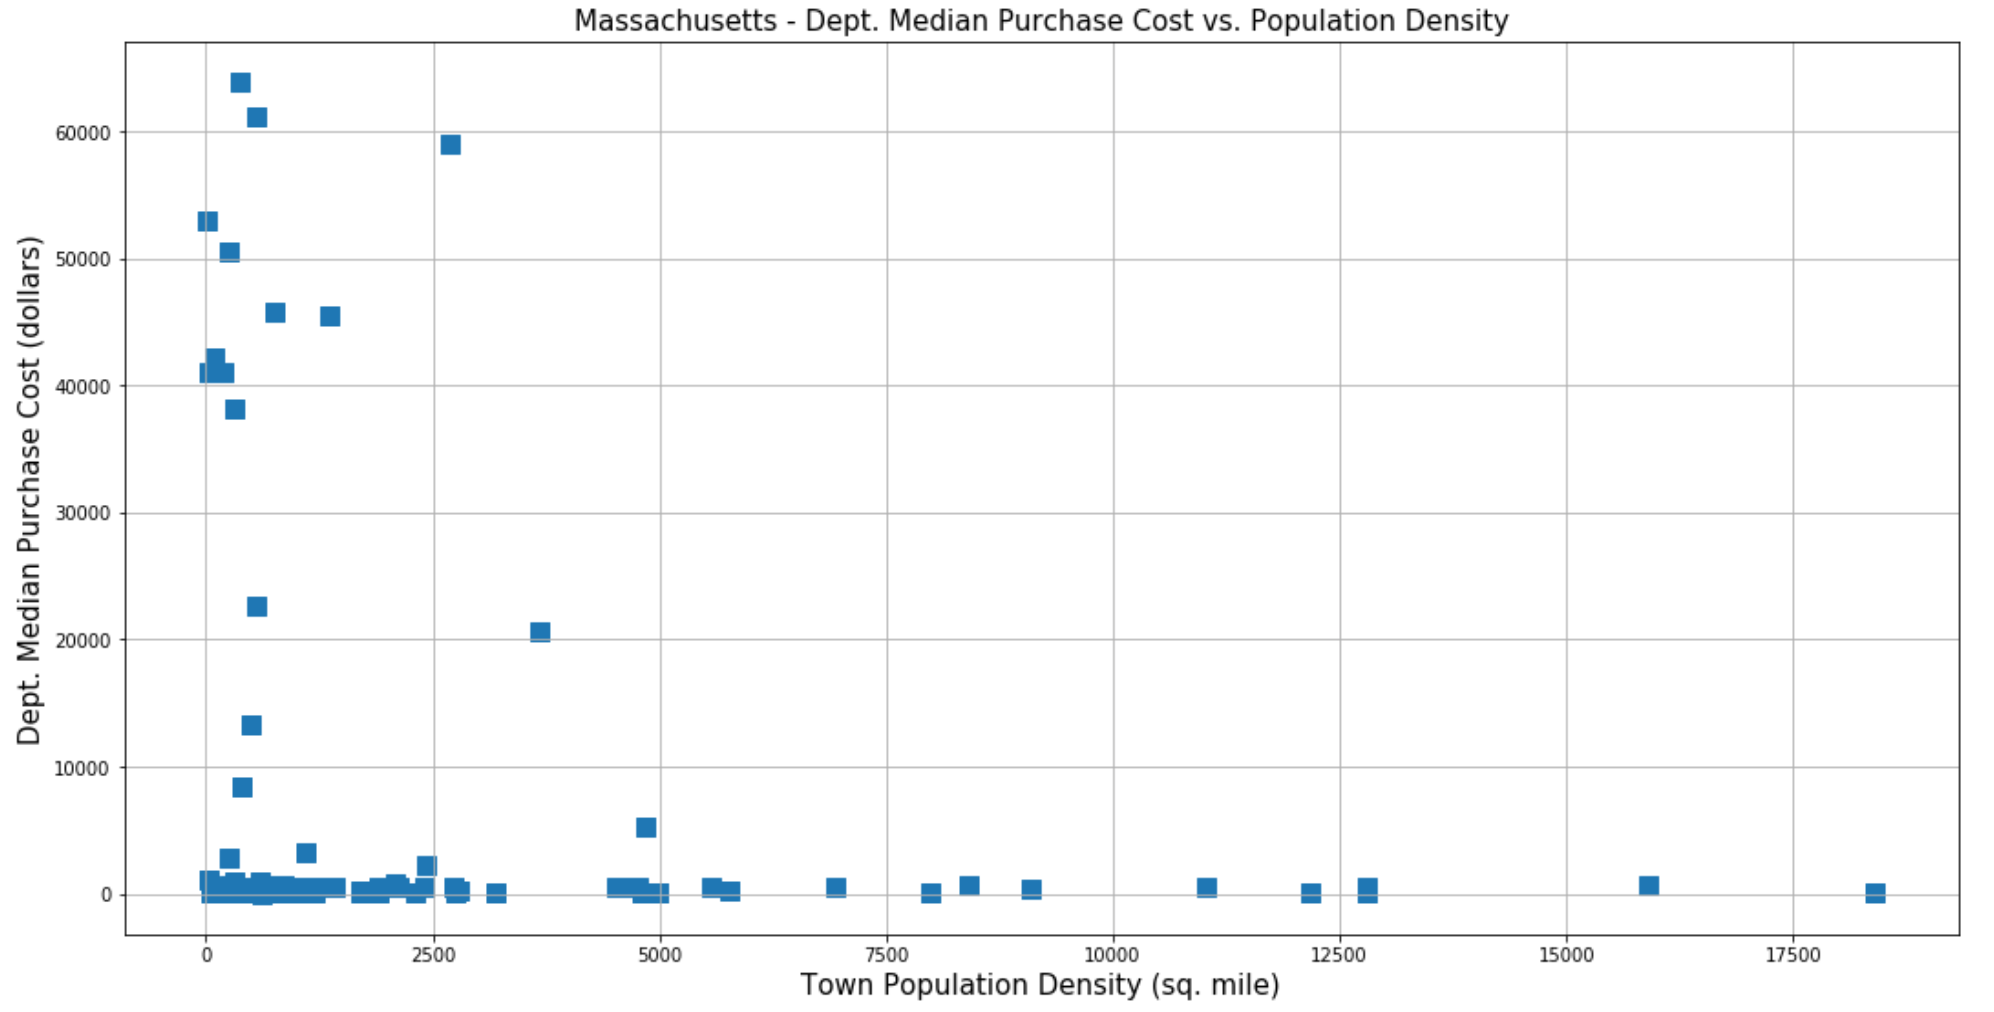 Massachusetts - Dept. Median Purchase Cost vs. Population Density
Dept. Median Purchase Cost (dollars)
60000
50000
40000
30000
20000
10000
0
0 2500 5000 7500 10000 12500 15000 17500
Town Population Density (sq. mile)